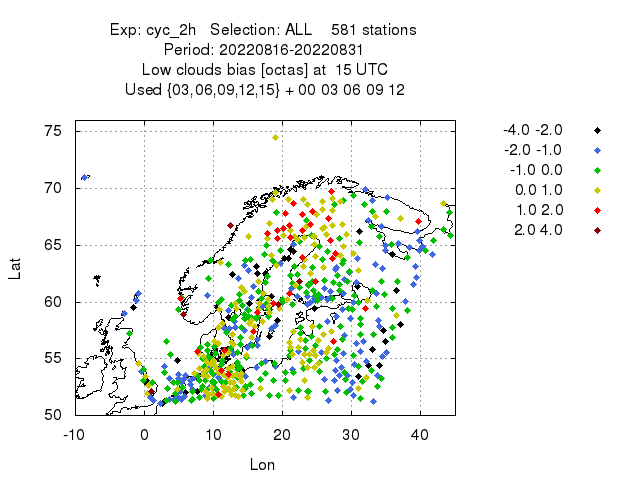 Exp: cyc_2h   Selection: ALL    581 stations
Period: 20220816-20220831
Low clouds bias [octas] at  15 UTC
Used {03,06,09,12,15} + 00 03 06 09 12
-4.0 -2.0
-2.0 -1.0
-1.0 0.0
0.0 1.0
1.0 2.0
2.0 4.0
75
70
65
60
55
50
Lat
-10 0 10 20 30 40
Lon